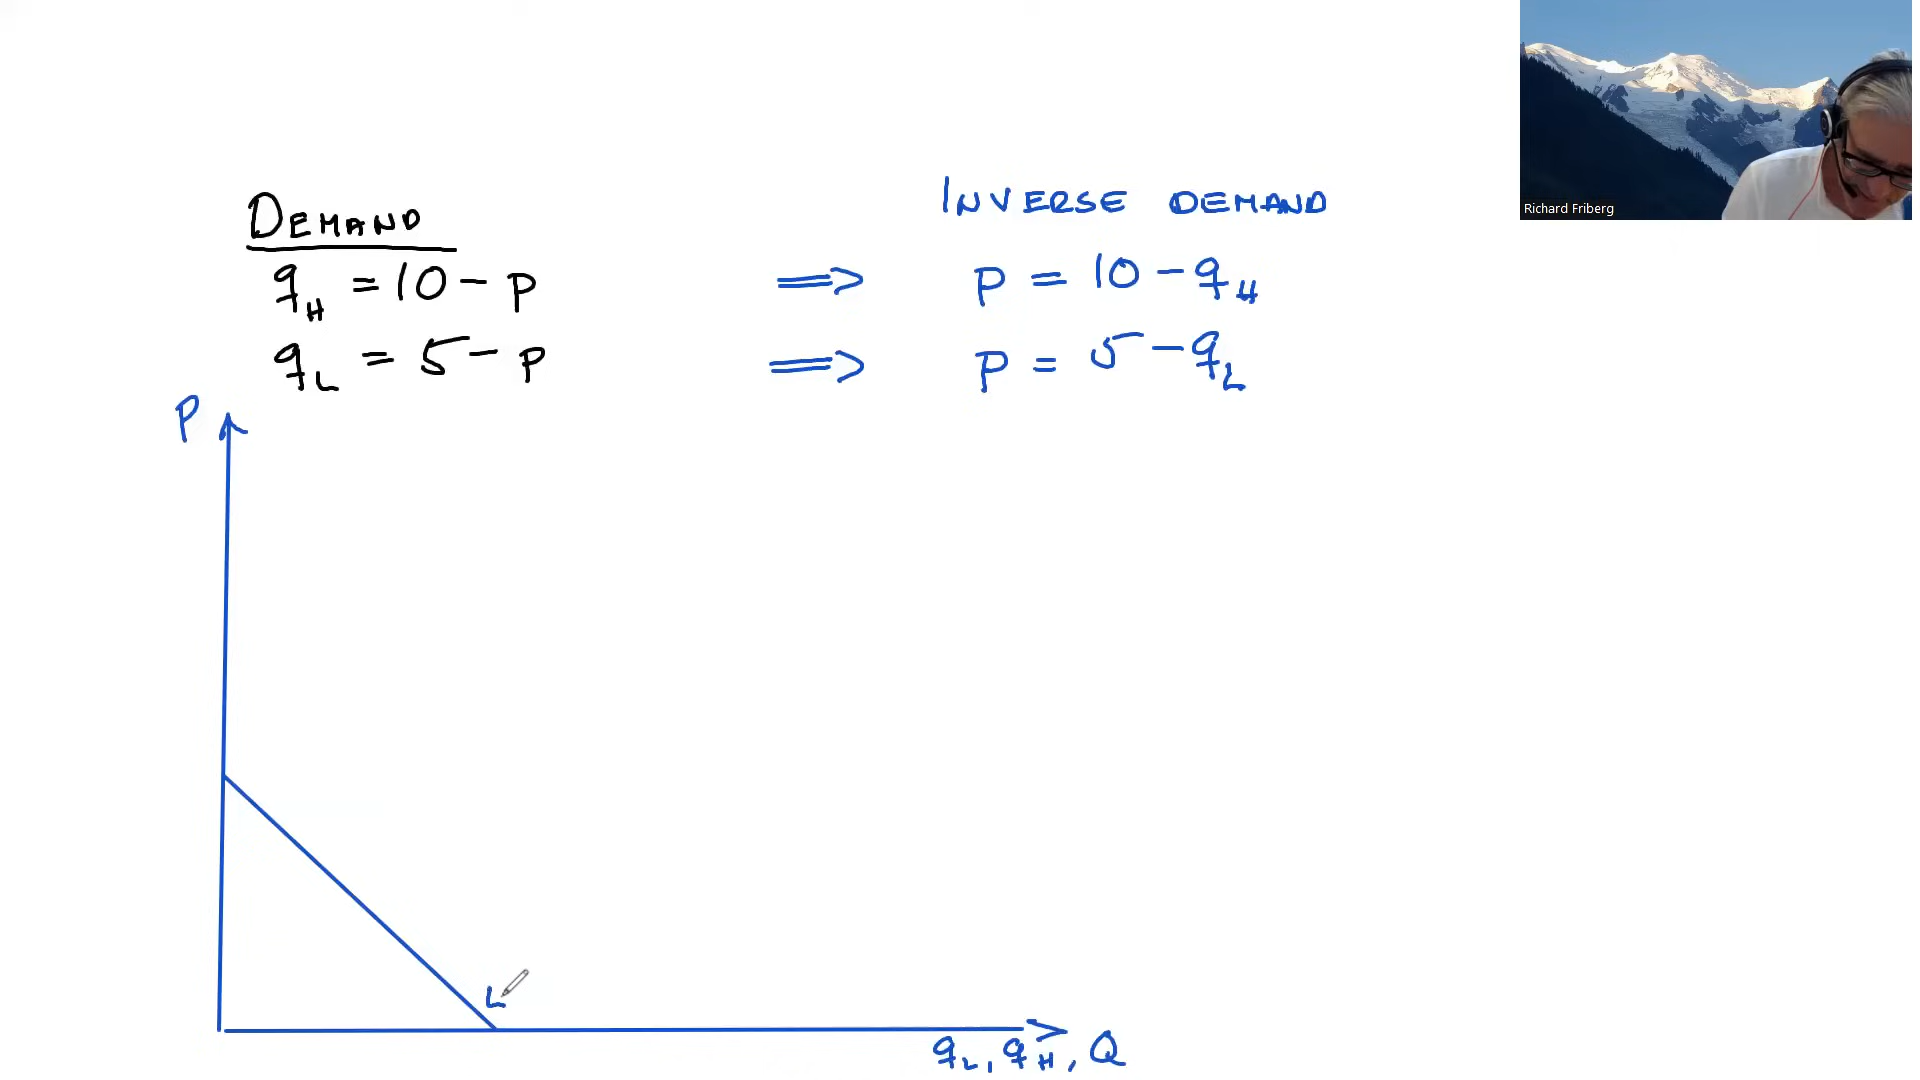 Richard Friberg
DEMAND
INVERSE DEMAND
q_H = 10 - p
⇒ p = 10 - q_H
q_L = 5 - p
⇒ p = 5 - q_L
P
L
q_L, q_H, Q